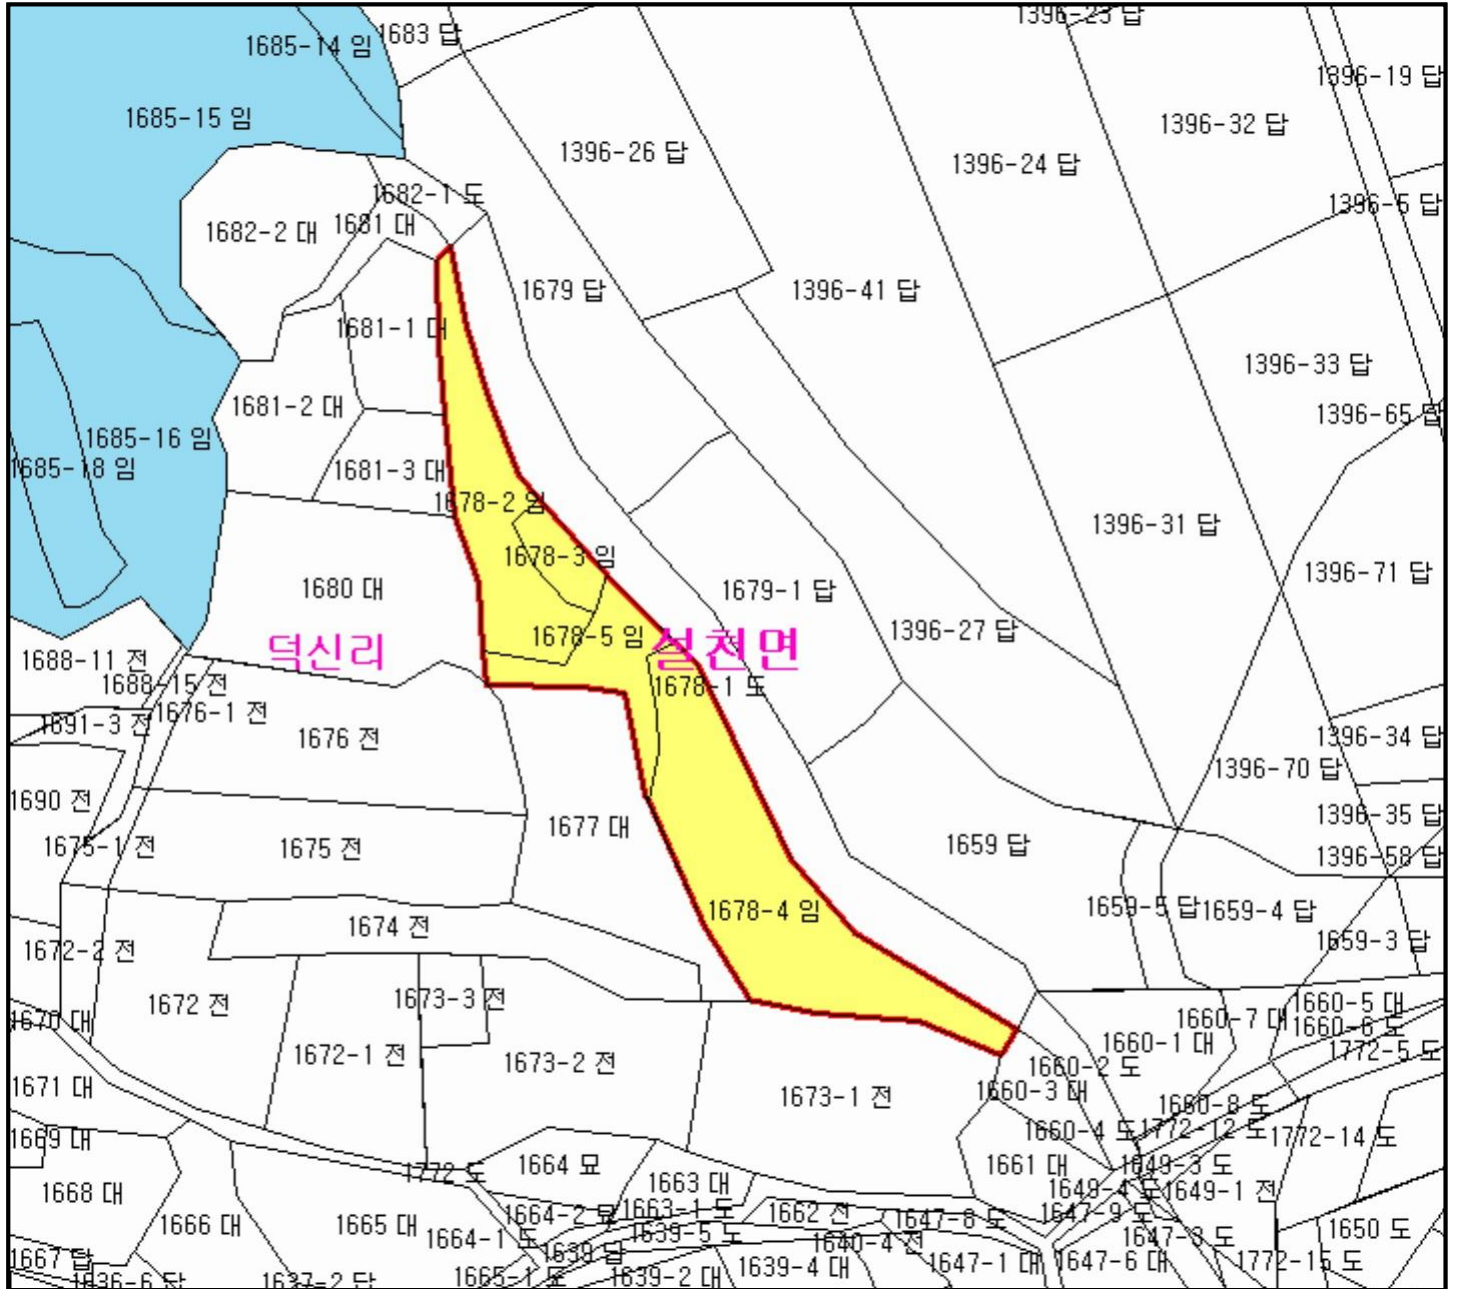 1396-23 답
1683 답
1685-14 임
1396-19 답
1685-15 임
1396-32 답
1396-26 답
1396-24 답
1682-1 도
1396-6 답
1681 대
1682-2 대
1679 답
1396-41 답
1681-1 대
1396-33 답
1681-2 대
1396-65 답
1685-16 임
1685-18 임
1681-3 대
1678-2 임
1396-31 답
1678-3 임
1396-71 답
1680 대
1679-1 답
1396-27 답
1678-5 임
설천면
덕신리
1688-11 전
1688-15 전
1678-1 도
1676-1 전
1691-3 전
1676 전
1396-34 답
1396-70 답
1690 전
1396-35 답
1677 대
1675-1 전
1675 전
1659 답
1396-58 답
1678-4 임
1659-5 답
1659-4 답
1674 전
1672-2 전
1659-3 답
1673-3 전
1672 전
1660-5 대
1670 대
1660-7 대
1660-6 도
1660-1 대
1672-1 전
1673-2 전
1772-5 도
1660-2 도
1671 대
1660-3 대
1673-1 전
1660-8 도
1669 대
1660-4 도
1772-12 도
1772-14 도
1664 묘
1661 대
1649-3 도
1772 도
1663 대
1649-4 도
1649-1 전
1668 대
1664-2 묘
1663-1 도
1662 전
1647-8 도
1647-9 도
1666 대
1665 대
1664-1 도
1639-5 도
1647-3 도
1650 도
1639 답
1640-4 전
1667 답
1647-1 대
1647-6 대
1772-15 도
1639-4 대
1636-6 답
1637-2 답
1665-1 도
1639-2 대